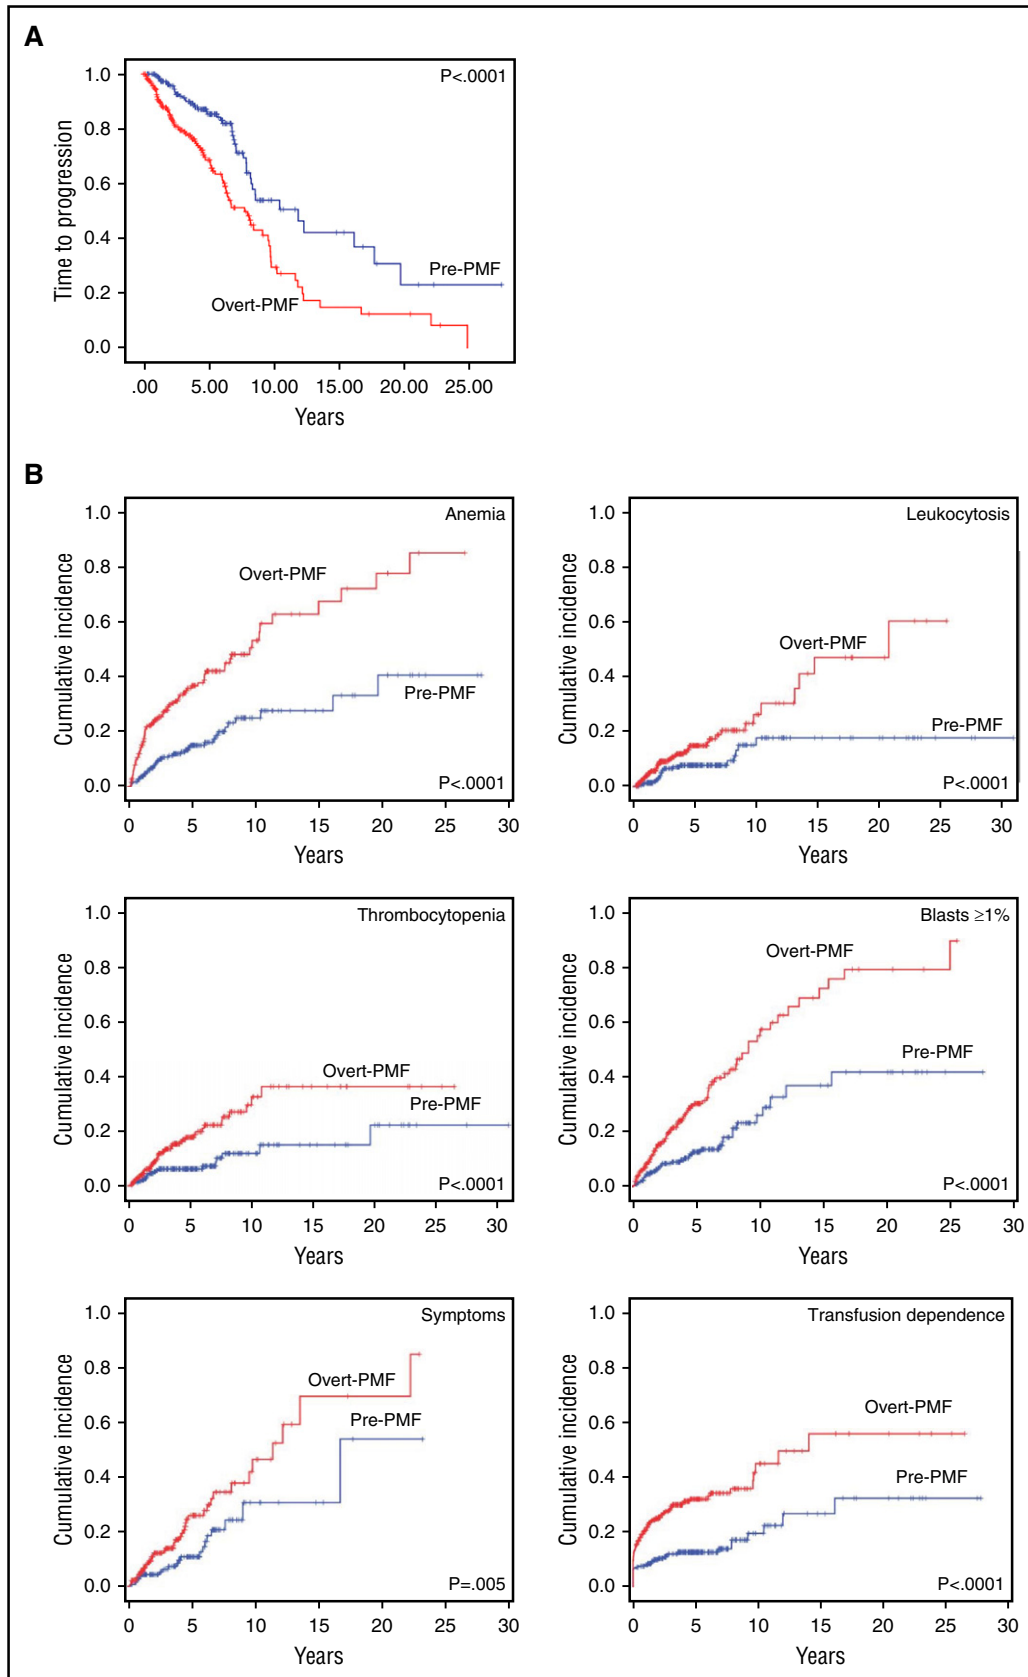 A
P<.0001
1.0
0.8
0.6
0.4
0.2
0.0
Time to progression
Pre-PMF
Overt-PMF
.00 5.00 10.00 15.00 20.00 25.00
Years
B
Anemia
1.0
0.8
0.6
0.4
0.2
0.0
Cumulative incidence
Overt-PMF
Pre-PMF
P<.0001
0 5 10 15 20 25 30
Years
Leukocytosis
1.0
0.8
0.6
0.4
0.2
0.0
Cumulative incidence
Overt-PMF
Pre-PMF
P<.0001
0 5 10 15 20 25 30
Years
Thrombocytopenia
1.0
0.8
0.6
0.4
0.2
0.0
Cumulative incidence
Overt-PMF
Pre-PMF
P<.0001
0 5 10 15 20 25 30
Years
Blasts ≥1%
1.0
0.8
0.6
0.4
0.2
0.0
Cumulative incidence
Overt-PMF
Pre-PMF
P<.0001
0 5 10 15 20 25 30
Years
Symptoms
1.0
0.8
0.6
0.4
0.2
0.0
Cumulative incidence
Overt-PMF
Pre-PMF
P=.005
0 5 10 15 20 25 30
Years
Transfusion dependence
1.0
0.8
0.6
0.4
0.2
0.0
Cumulative incidence
Overt-PMF
Pre-PMF
P<.0001
0 5 10 15 20 25 30
Years